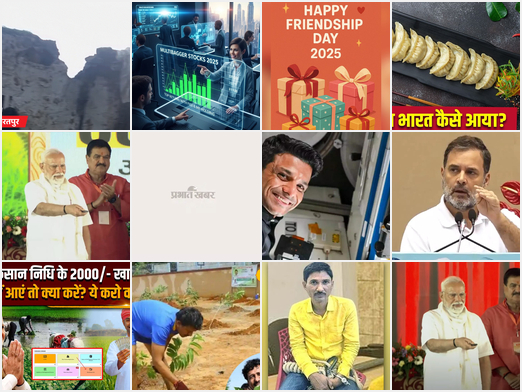 रतपुर
MULTIBAGGER STOCKS 2025
HAPPY
FRIENDSHIP
DAY
2025
भारत कैसे आया?
प्रभात खबर
सान निधि के 2000/- खा
आएं तो क्या करें? ये करो